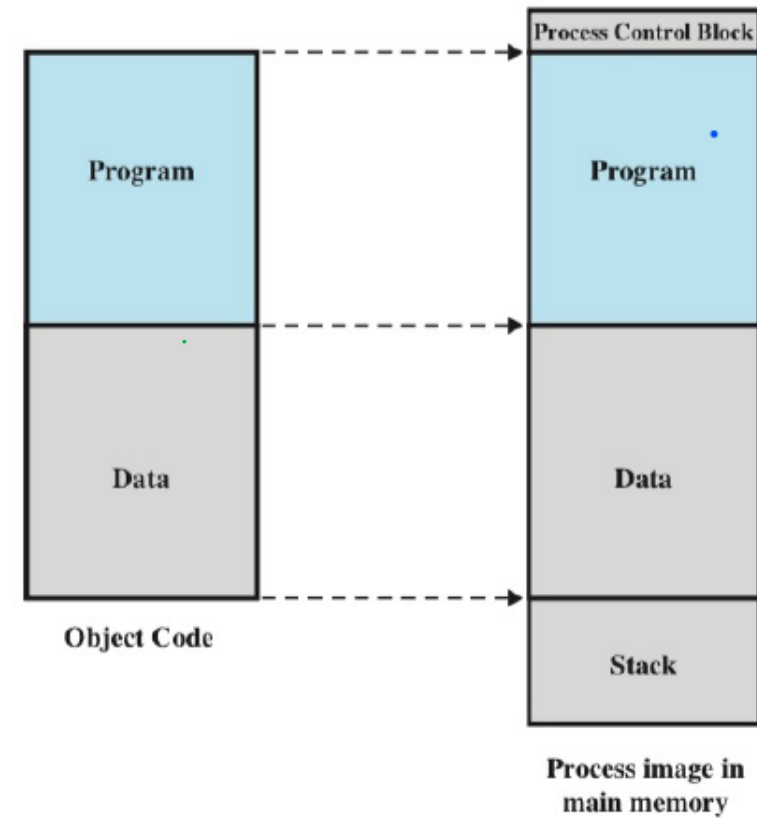 Process Control Block
Program
Program
Data
Data
Object Code
Stack
Process image in
main memory